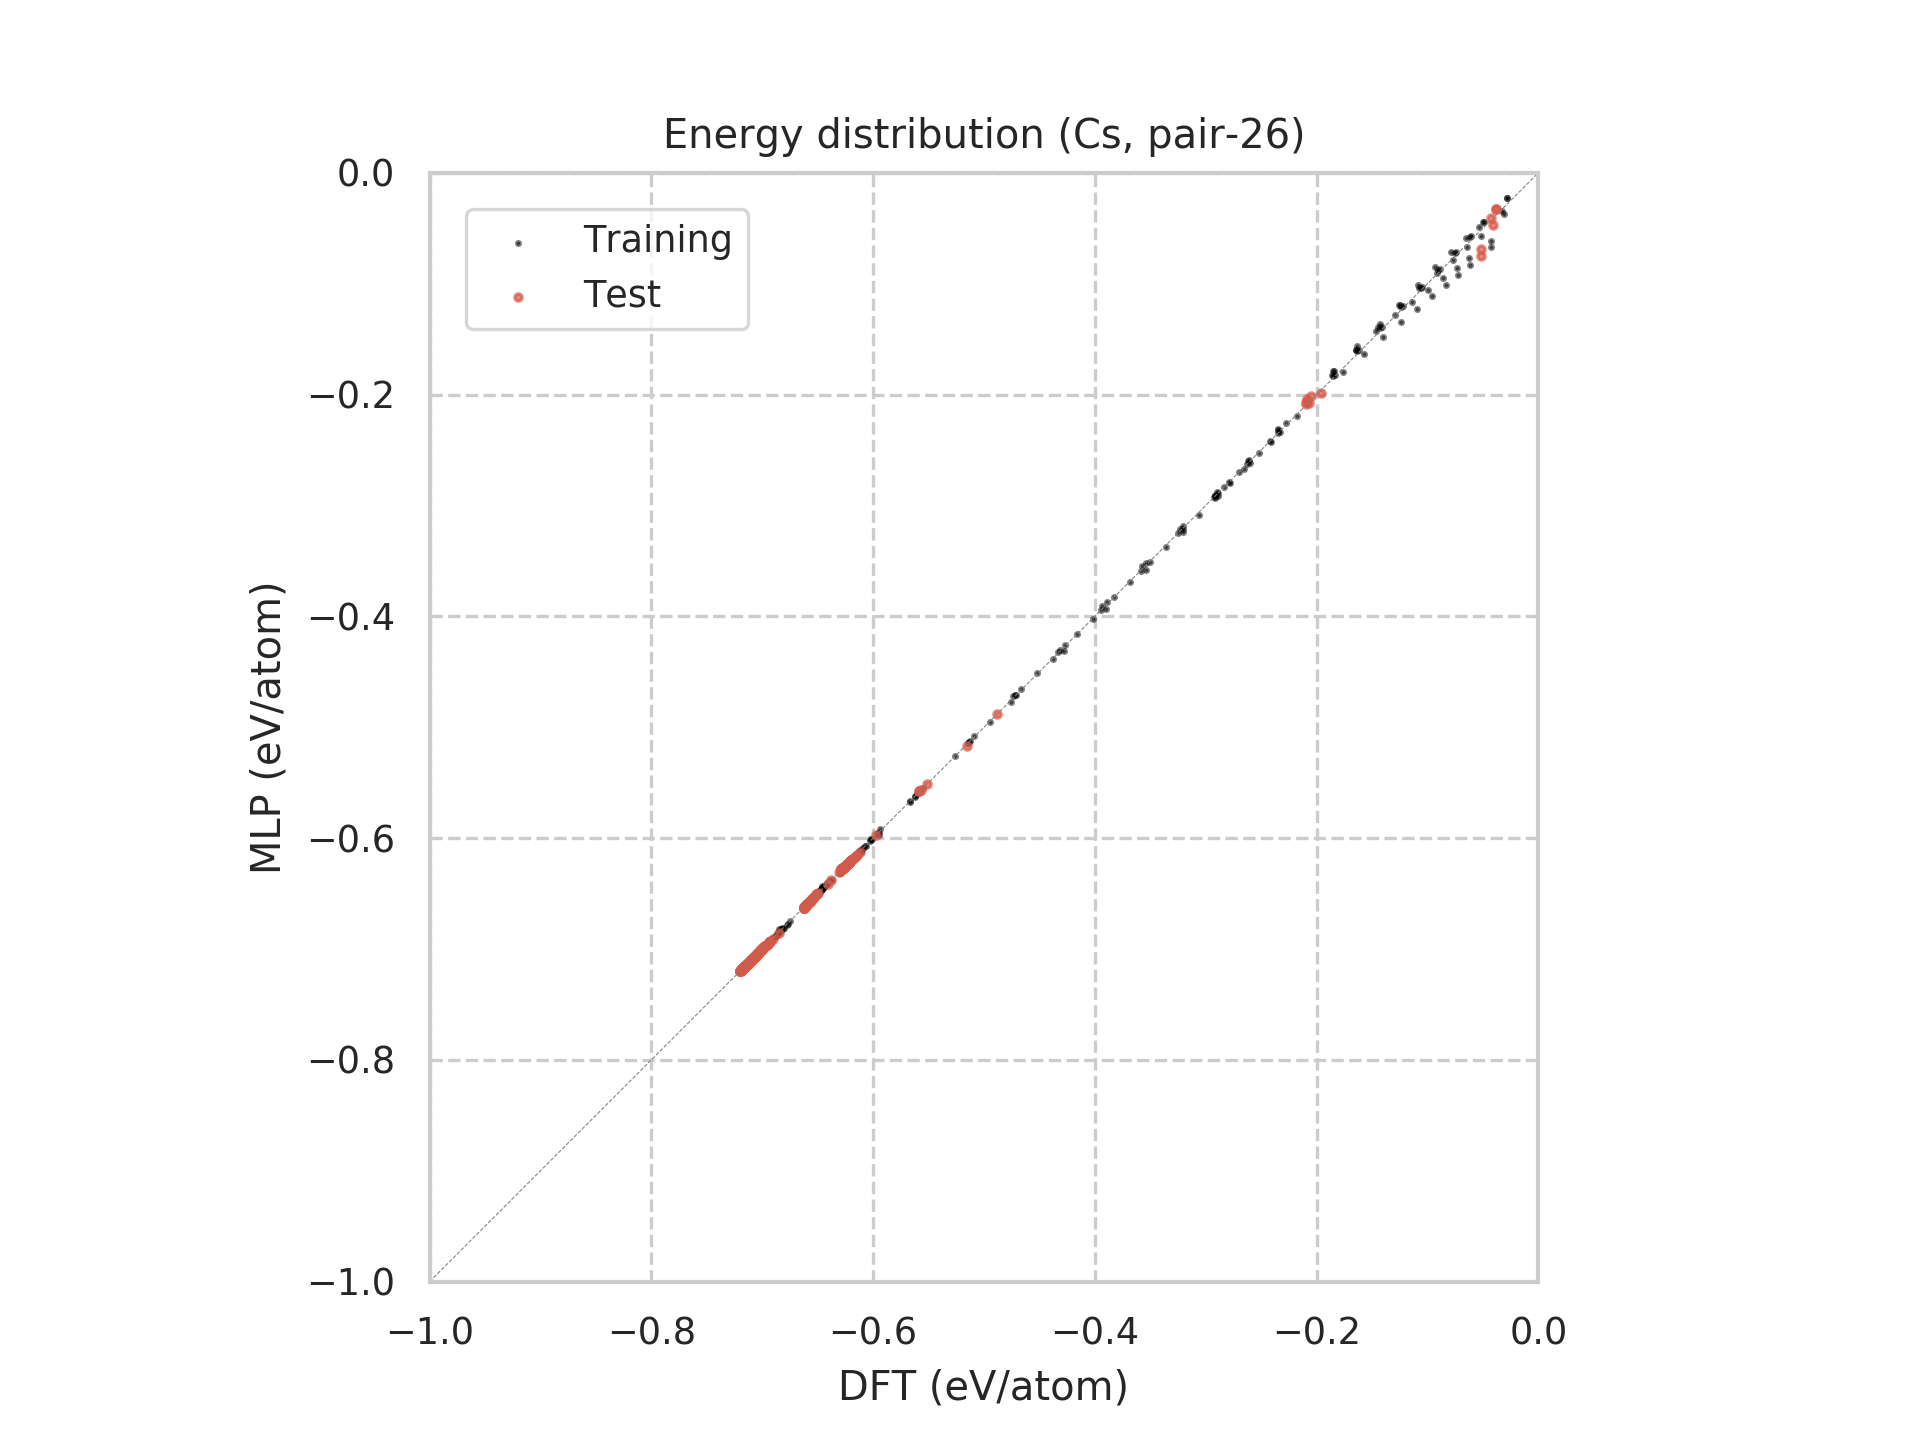 Energy distribution (Cs, pair-26)
Training
Test
MLP (eV/atom)
0.0
−0.2
−0.4
−0.6
−0.8
−1.0
−1.0 −0.8 −0.6 −0.4 −0.2 0.0
DFT (eV/atom)